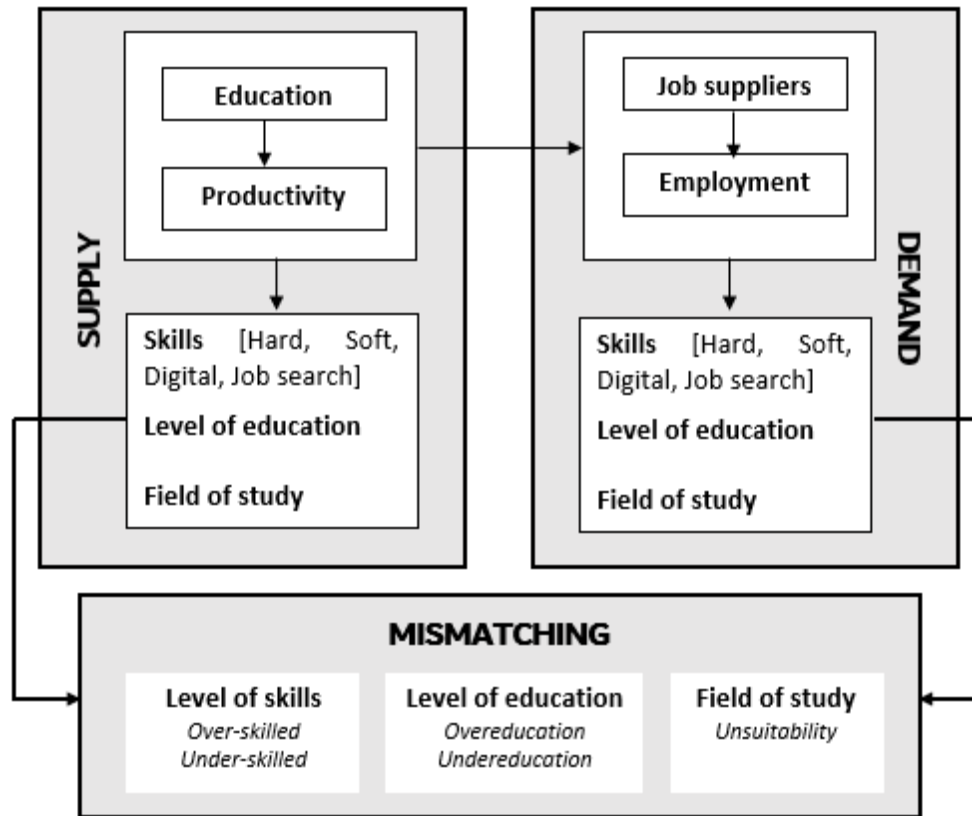 SUPPLY
Education
Productivity
Skills [Hard, Soft,
Digital, Job search]
Level of education
Field of study
DEMAND
Job suppliers
Employment
Skills [Hard, Soft,
Digital, Job search]
Level of education
Field of study
MISMATCHING
Level of skills
Over-skilled
Under-skilled
Level of education
Overeducation
Undereducation
Field of study
Unsuitability